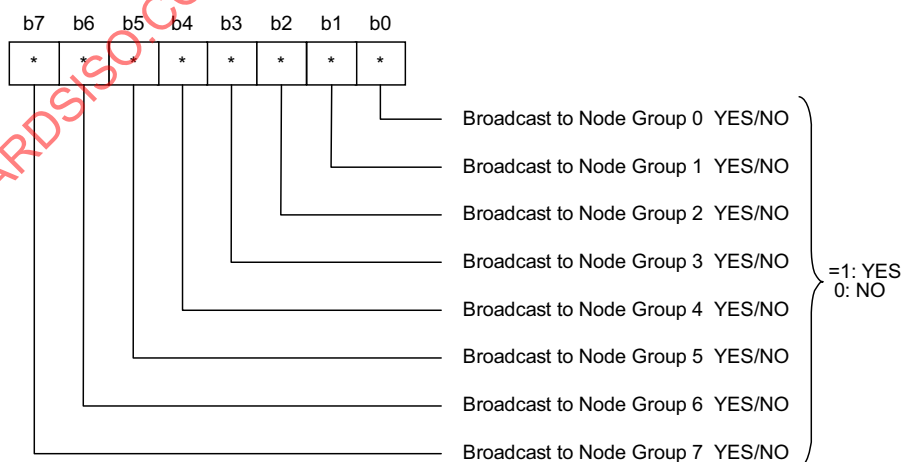 b7 b6 b5 b4 b3 b2 b1 b0
* * * * * * * *
Broadcast to Node Group 0 YES/NO
Broadcast to Node Group 1 YES/NO
Broadcast to Node Group 2 YES/NO
Broadcast to Node Group 3 YES/NO
=1: YES
0: NO
Broadcast to Node Group 4 YES/NO
Broadcast to Node Group 5 YES/NO
Broadcast to Node Group 6 YES/NO
Broadcast to Node Group 7 YES/NO
ARDSISO.CO